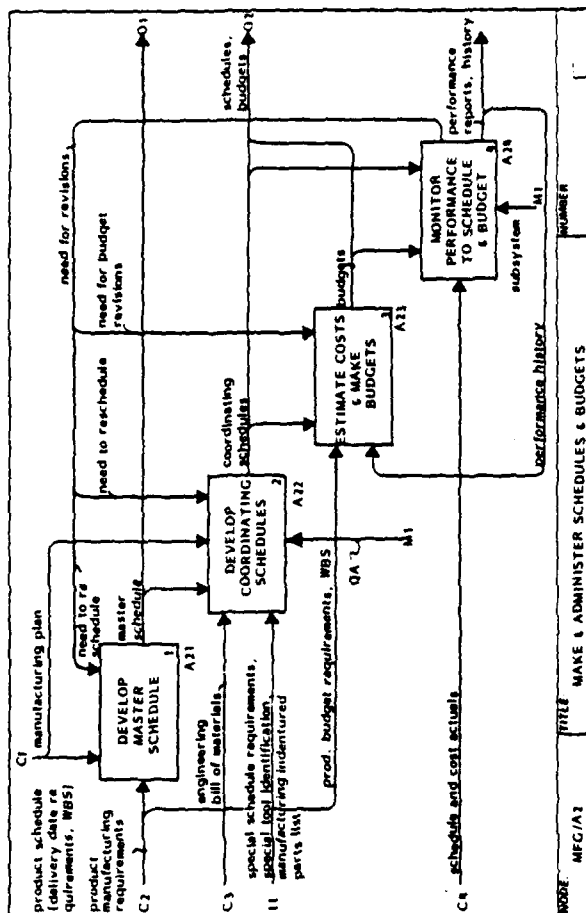 C1
manufacturing plan
product schedule
(delivery date re
quirements, WBS)
product
manufacturing
requirements
C2
DEVELOP
MASTER
SCHEDULE
1
A21
need to re
schedule
master
schedule
need to reschedule
need for budget
revisions
need for revisions
O1
C3
engineering
bill of materials
I1
special schedule requirements,
special tool identification,
manufacturing indentured
parts list
DEVELOP
COORDINATING
SCHEDULES
2
A22
coordinating
schedules
QA
M1
prod. budget requirements, WBS
ESTIMATE COSTS
& MAKE
BUDGETS
3
A23
budgets
schedules,
budgets
O2
C4
schedule and cost actuals
MONITOR
PERFORMANCE
TO SCHEDULE
& BUDGET
4
A24
subsystem
M1
performance
reports, history
performance history
NODE: MFG/A2
TITLE MAKE & ADMINISTER SCHEDULES & BUDGETS
NUMBER